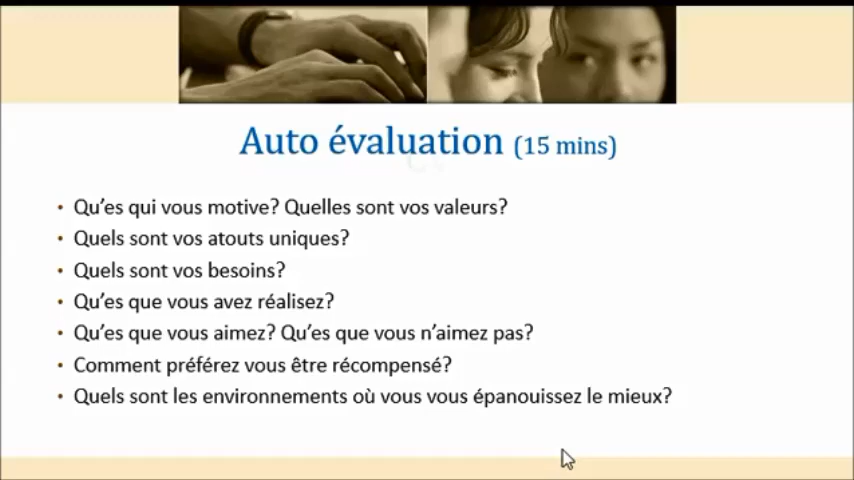 Auto évaluation (15 mins)
• Qu'es qui vous motive? Quelles sont vos valeurs?
• Quels sont vos atouts uniques?
• Quels sont vos besoins?
• Qu'es que vous avez réalisez?
• Qu'es que vous aimez? Qu'es que vous n'aimez pas?
• Comment préférez vous être récompensé?
• Quels sont les environnements où vous vous épanouissez le mieux?